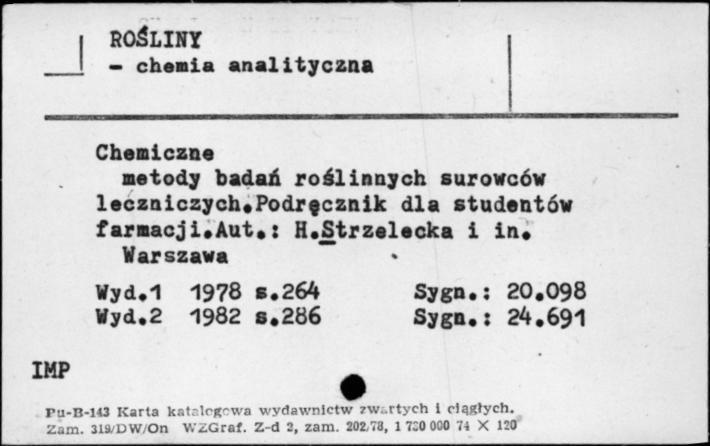 ROŚLINY
- chemia analityczna
Chemiczne
metody badań roślinnych surowców
leczniczych.Podręcznik dla studentów
farmacji.Aut.: H.Strzelecka i in.
Warszawa
Wyd.1 1978 s.264 Sygn.: 20.098
Wyd.2 1982 s.286 Sygn.: 24.691
IMP
Pu-B-143 Karta katalogowa wydawnictw zwartych i ciągłych.
Zam. 319/DW/On WZGraf. Z-d 2, zam. 202/78, 1 730 000 74 X 120